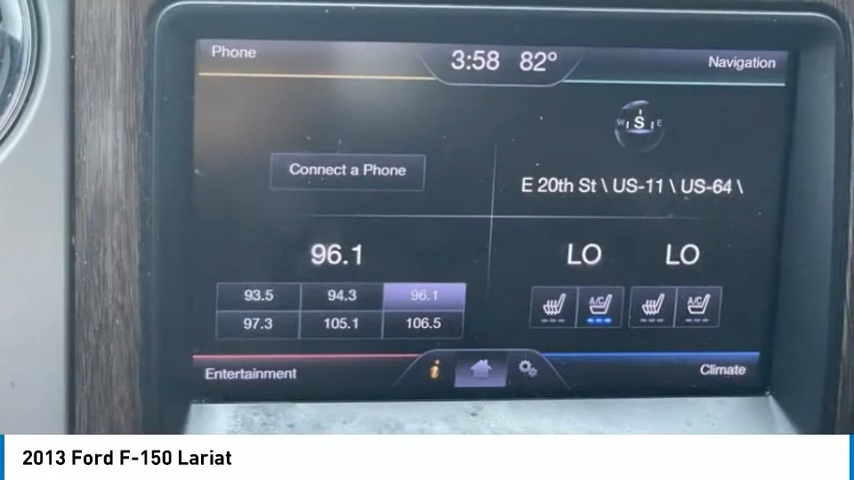 Phone
3:58 82°
Navigation
W S E
Connect a Phone
E 20th St \ US-11 \ US-64 \
96.1
LO LO
93.5 94.3 96.1
A/C A/C
97.3 105.1 106.5
Entertainment
i
Climate
2013 Ford F-150 Lariat